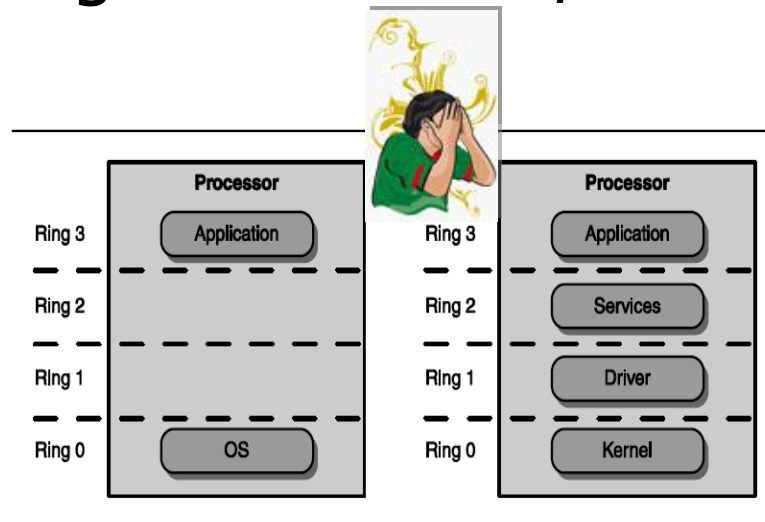 Processor
Ring 3
Application
Ring 2
RIng 1
Ring 0
OS
Processor
Ring 3
Application
Ring 2
Services
RIng 1
Driver
Ring 0
Kernel